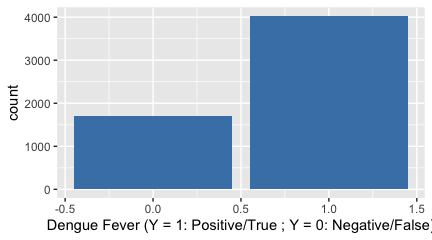 4000
3000
2000
1000
0
count
-0.5 0.0 0.5 1.0 1.5
Dengue Fever (Y = 1: Positive/True ; Y = 0: Negative/False)